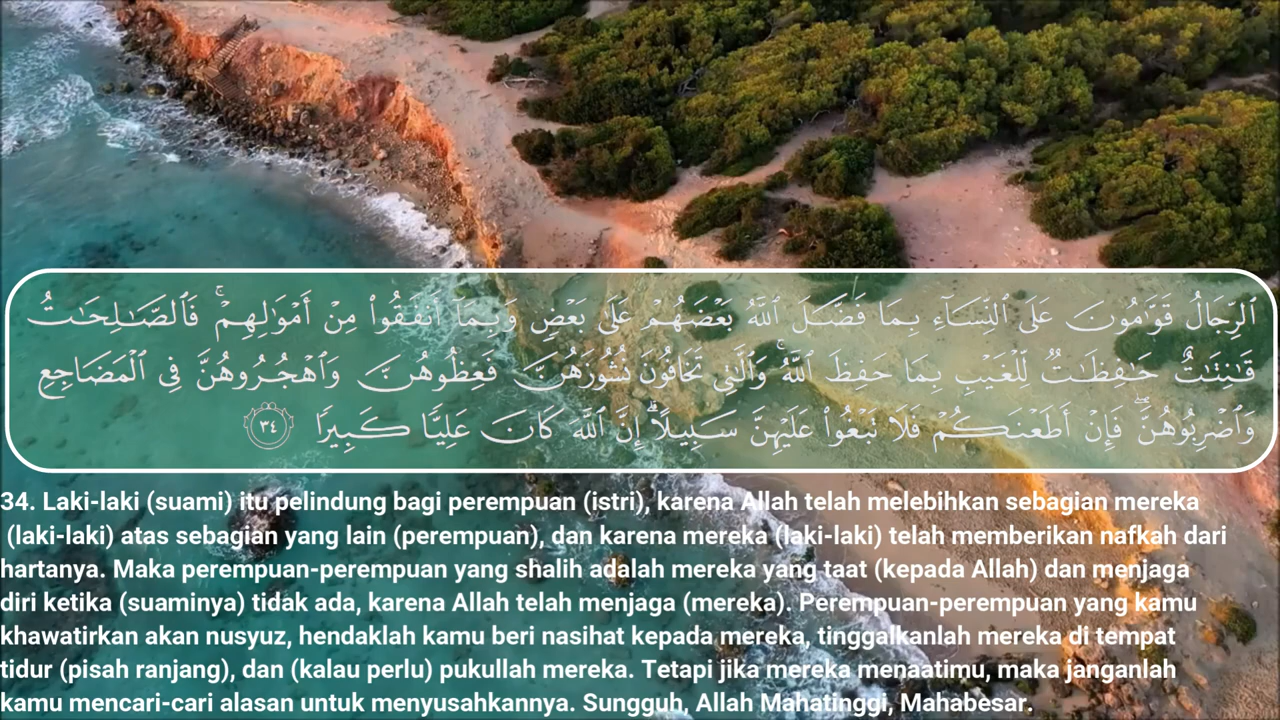 ٱلرِّجَالُ قَوَّٰمُونَ عَلَى ٱلنِّسَآءِ بِمَا فَضَّلَ ٱللَّهُ بَعْضَهُمْ عَلَىٰ بَعْضٍ وَبِمَآ أَنفَقُوا۟ مِنْ أَمْوَٰلِهِمْ ۚ فَٱلصَّـٰلِحَـٰتُ
قَـٰنِتَـٰتٌ حَـٰفِظَـٰتٌ لِّلْغَيْبِ بِمَا حَفِظَ ٱللَّهُ ۚ وَٱلَّـٰتِى تَخَافُونَ نُشُوزَهُنَّ فَعِظُوهُنَّ وَٱهْجُرُوهُنَّ فِى ٱلْمَضَاجِعِ
وَٱضْرِبُوهُنَّ ۖ فَإِنْ أَطَعْنَكُمْ فَلَا تَبْغُوا۟ عَلَيْهِنَّ سَبِيلًا ۗ إِنَّ ٱللَّهَ كَانَ عَلِيًّا كَبِيرًا ٣٤
34. Laki-laki (suami) itu pelindung bagi perempuan (istri), karena Allah telah melebihkan sebagian mereka
(laki-laki) atas sebagian yang lain (perempuan), dan karena mereka (laki-laki) telah memberikan nafkah dari
hartanya. Maka perempuan-perempuan yang shalih adalah mereka yang taat (kepada Allah) dan menjaga
diri ketika (suaminya) tidak ada, karena Allah telah menjaga (mereka). Perempuan-perempuan yang kamu
khawatirkan akan nusyuz, hendaklah kamu beri nasihat kepada mereka, tinggalkanlah mereka di tempat
tidur (pisah ranjang), dan (kalau perlu) pukullah mereka. Tetapi jika mereka menaatimu, maka janganlah
kamu mencari-cari alasan untuk menyusahkannya. Sungguh, Allah Mahatinggi, Mahabesar.